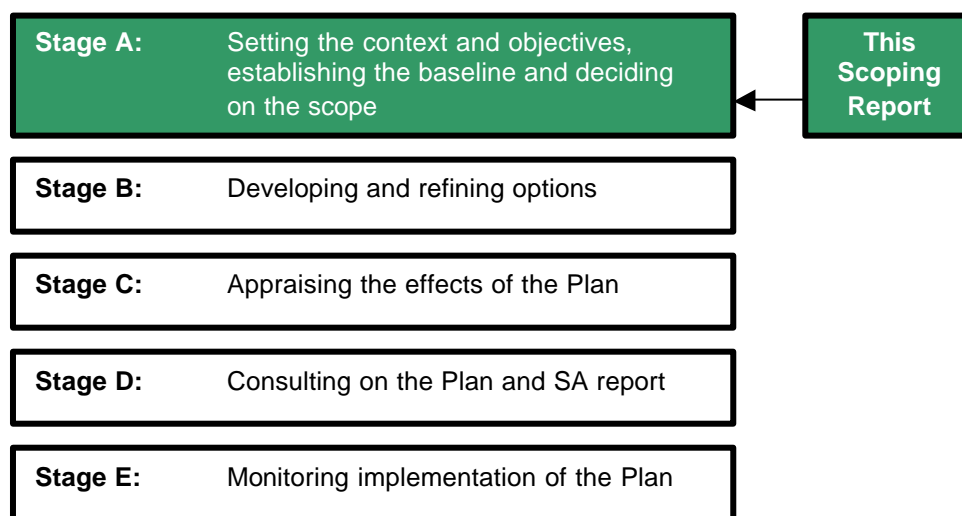 Stage A: Setting the context and objectives,
establishing the baseline and deciding
on the scope
This
Scoping
Report
Stage B: Developing and refining options
Stage C: Appraising the effects of the Plan
Stage D: Consulting on the Plan and SA report
Stage E: Monitoring implementation of the Plan